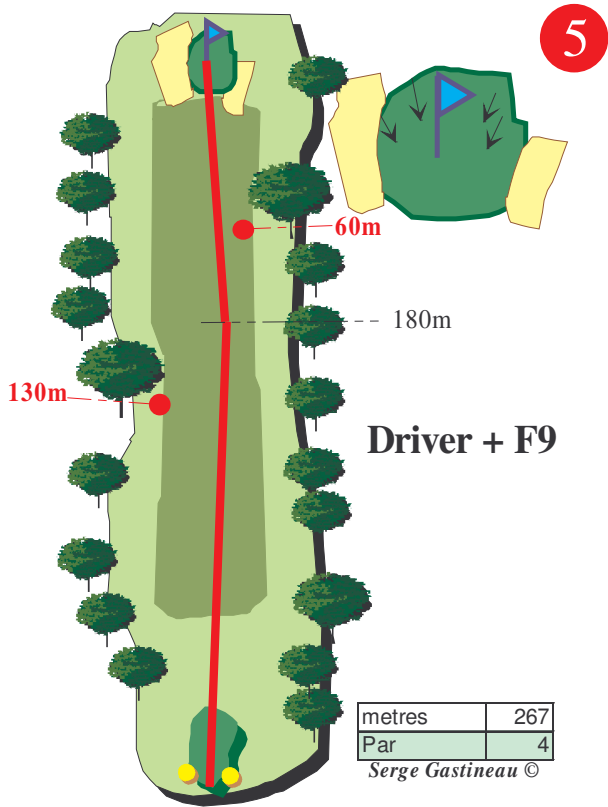 5
60m
180m
130m
Driver + F9
metres 267
Par 4
Serge Gastineau ©